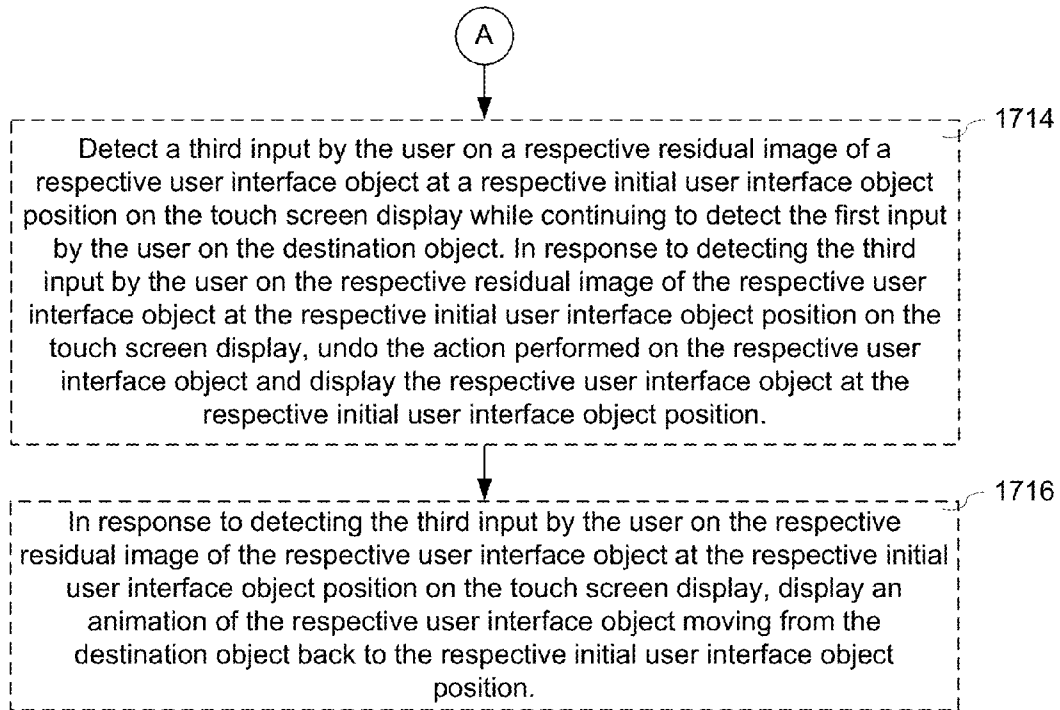 A
1714
Detect a third input by the user on a respective residual image of a
respective user interface object at a respective initial user interface object
position on the touch screen display while continuing to detect the first input
by the user on the destination object. In response to detecting the third
input by the user on the respective residual image of the respective user
interface object at the respective initial user interface object position on the
touch screen display, undo the action performed on the respective user
interface object and display the respective user interface object at the
respective initial user interface object position.
1716
In response to detecting the third input by the user on the respective
residual image of the respective user interface object at the respective initial
user interface object position on the touch screen display, display an
animation of the respective user interface object moving from the
destination object back to the respective initial user interface object
position.